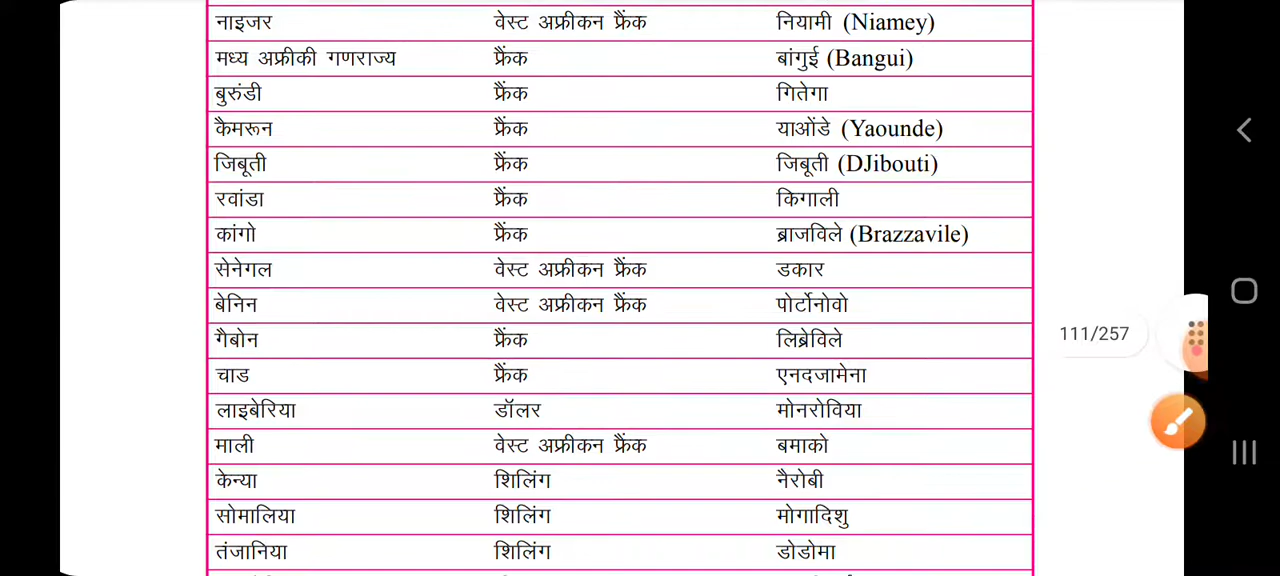 नाइजर वेस्ट अफ्रीकन फ्रैंक नियामी (Niamey)
मध्य अफ्रीकी गणराज्य फ्रैंक बांगुई (Bangui)
बुरुंडी फ्रैंक गितेगा
कैमरून फ्रैंक याओंडे (Yaounde)
जिबूती फ्रैंक जिबूती (DJibouti)
रवांडा फ्रैंक किगाली
कांगो फ्रैंक ब्राजविले (Brazzavile)
सेनेगल वेस्ट अफ्रीकन फ्रैंक डकार
बेनिन वेस्ट अफ्रीकन फ्रैंक पोर्टोनोवो
गैबोन फ्रैंक लिब्रेविले
111/257
चाड फ्रैंक एनदजामेना
लाइबेरिया डॉलर मोनरोविया
माली वेस्ट अफ्रीकन फ्रैंक बमाको
केन्या शिलिंग नैरोबी
सोमालिया शिलिंग मोगादिशु
तंजानिया शिलिंग डोडोमा